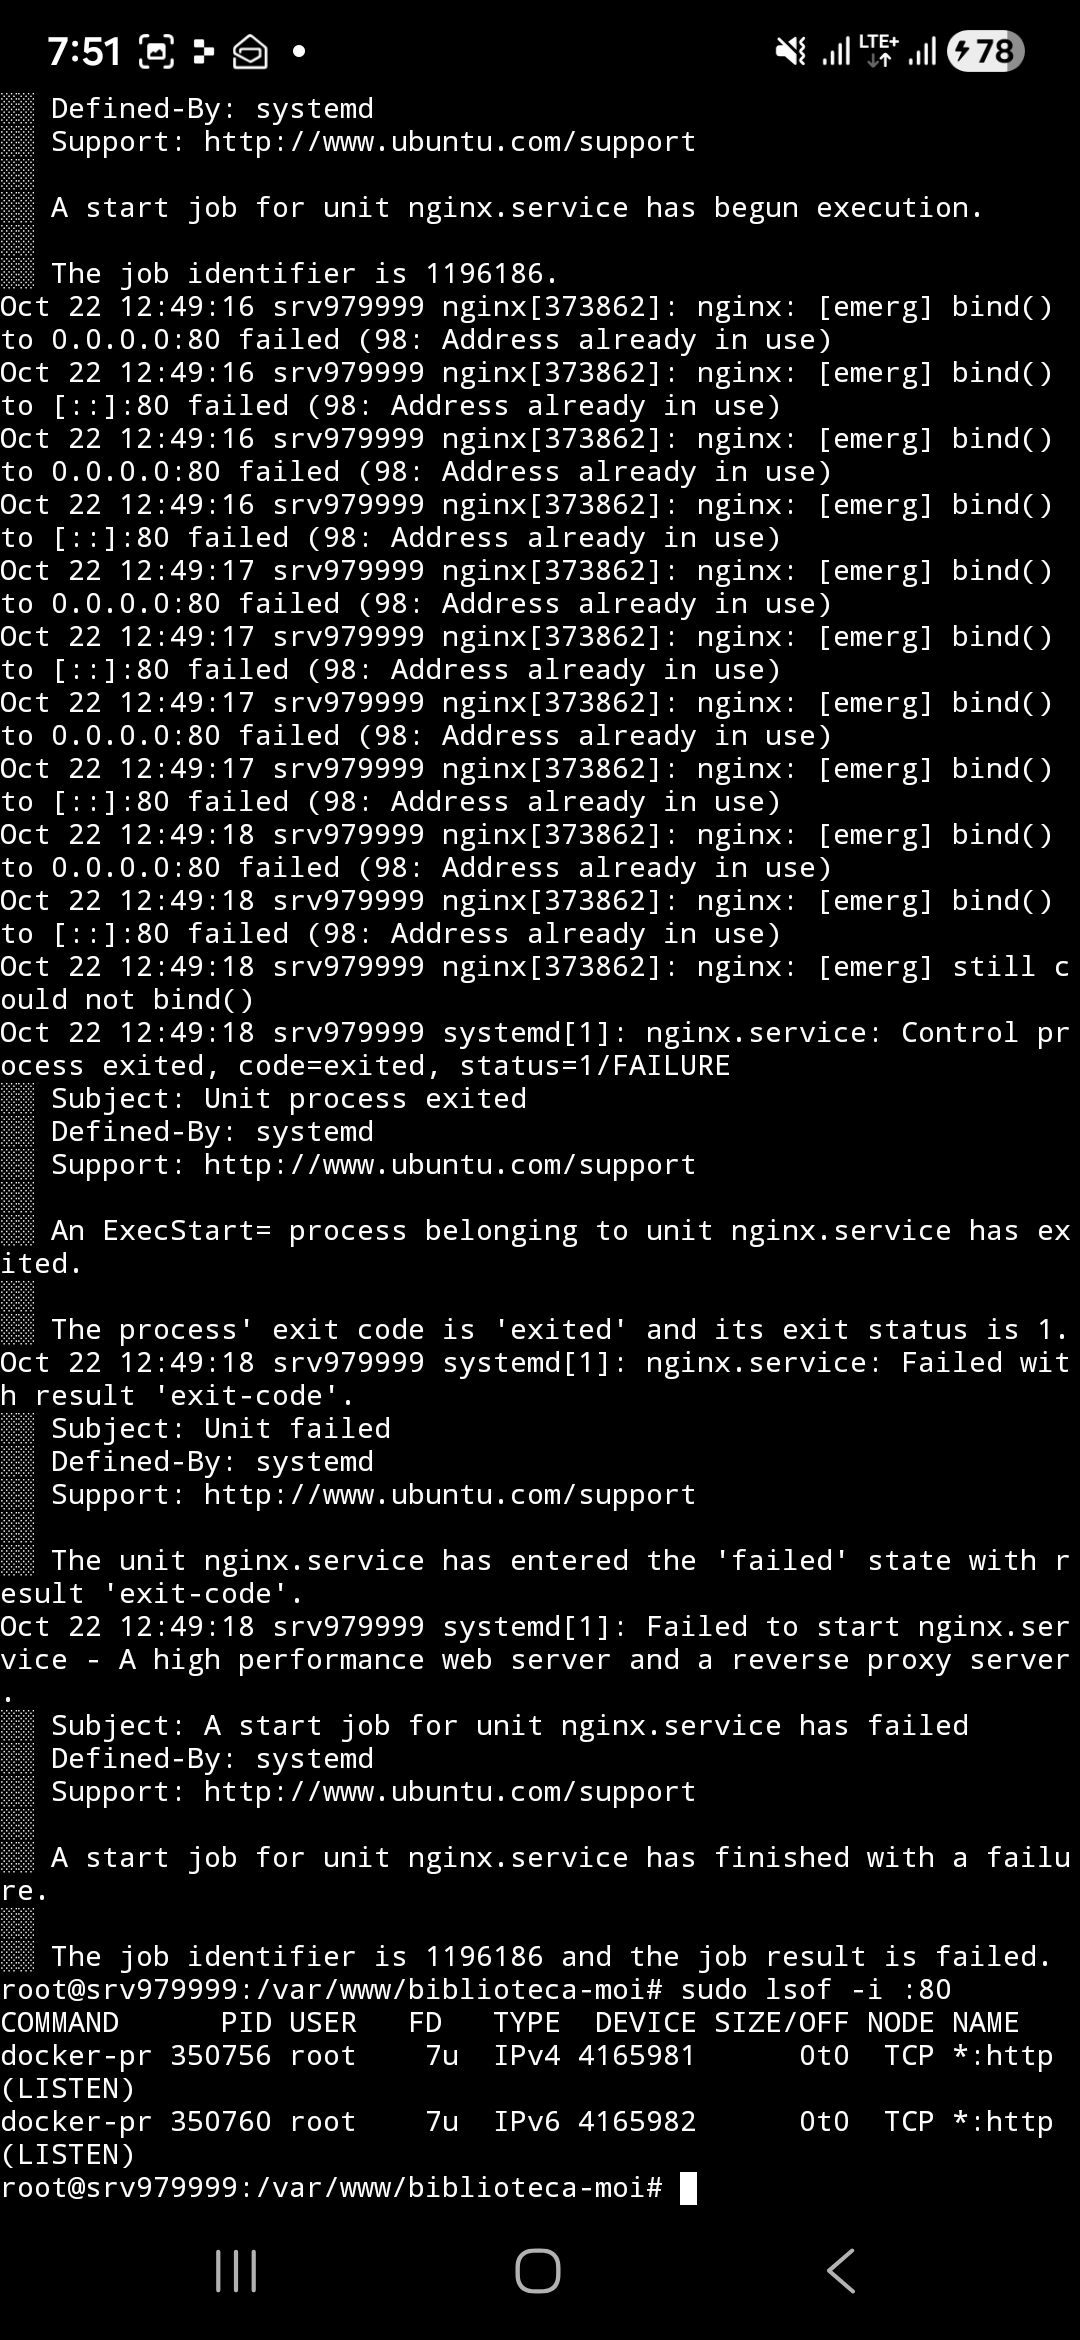 7:51
LTE+
78
Defined-By: systemd
Support: http://www.ubuntu.com/support
A start job for unit nginx.service has begun execution.
The job identifier is 1196186.
Oct 22 12:49:16 srv979999 nginx[373862]: nginx: [emerg] bind()
to 0.0.0.0:80 failed (98: Address already in use)
Oct 22 12:49:16 srv979999 nginx[373862]: nginx: [emerg] bind()
to [::]:80 failed (98: Address already in use)
Oct 22 12:49:16 srv979999 nginx[373862]: nginx: [emerg] bind()
to 0.0.0.0:80 failed (98: Address already in use)
Oct 22 12:49:16 srv979999 nginx[373862]: nginx: [emerg] bind()
to [::]:80 failed (98: Address already in use)
Oct 22 12:49:17 srv979999 nginx[373862]: nginx: [emerg] bind()
to 0.0.0.0:80 failed (98: Address already in use)
Oct 22 12:49:17 srv979999 nginx[373862]: nginx: [emerg] bind()
to [::]:80 failed (98: Address already in use)
Oct 22 12:49:17 srv979999 nginx[373862]: nginx: [emerg] bind()
to 0.0.0.0:80 failed (98: Address already in use)
Oct 22 12:49:17 srv979999 nginx[373862]: nginx: [emerg] bind()
to [::]:80 failed (98: Address already in use)
Oct 22 12:49:18 srv979999 nginx[373862]: nginx: [emerg] bind()
to 0.0.0.0:80 failed (98: Address already in use)
Oct 22 12:49:18 srv979999 nginx[373862]: nginx: [emerg] bind()
to [::]:80 failed (98: Address already in use)
Oct 22 12:49:18 srv979999 nginx[373862]: nginx: [emerg] still c
ould not bind()
Oct 22 12:49:18 srv979999 systemd[1]: nginx.service: Control pr
ocess exited, code=exited, status=1/FAILURE
Subject: Unit process exited
Defined-By: systemd
Support: http://www.ubuntu.com/support
An ExecStart= process belonging to unit nginx.service has ex
ited.
The process' exit code is 'exited' and its exit status is 1.
Oct 22 12:49:18 srv979999 systemd[1]: nginx.service: Failed wit
h result 'exit-code'.
Subject: Unit failed
Defined-By: systemd
Support: http://www.ubuntu.com/support
The unit nginx.service has entered the 'failed' state with r
esult 'exit-code'.
Oct 22 12:49:18 srv979999 systemd[1]: Failed to start nginx.ser
vice - A high performance web server and a reverse proxy server
.
Subject: A start job for unit nginx.service has failed
Defined-By: systemd
Support: http://www.ubuntu.com/support
A start job for unit nginx.service has finished with a failu
re.
The job identifier is 1196186 and the job result is failed.
root@srv979999:/var/www/biblioteca-moi# sudo lsof -i :80
COMMAND      PID USER   FD   TYPE  DEVICE SIZE/OFF NODE NAME
docker-pr 350756 root    7u  IPv4 4165981      0t0  TCP *:http
(LISTEN)
docker-pr 350760 root    7u  IPv6 4165982      0t0  TCP *:http
(LISTEN)
root@srv979999:/var/www/biblioteca-moi#